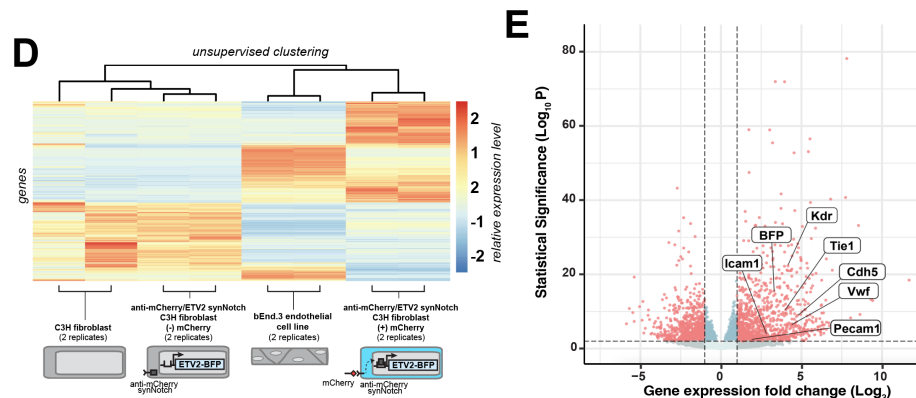 D
unsupervised clustering
genes
2
1
2
-1
-2
relative expression level
C3H fibroblast
(2 replicates)
anti-mCherry/ETV2 synNotch
C3H fibroblast
(-) mCherry
(2 replicates)
bEnd.3 endothelial
cell line
(2 replicates)
anti-mCherry/ETV2 synNotch
C3H fibroblast
(+) mCherry
(2 replicates)
ETV2-BFP
anti-mCherry
synNotch
ETV2-BFP
mCherry
anti-mCherry
synNotch
E
Statistical Significance (Log10 P)
80
60
40
20
0
Kdr
BFP
Tie1
Icam1
Cdh5
Vwf
Pecam1
-5
0
5
10
Gene expression fold change (Log2)